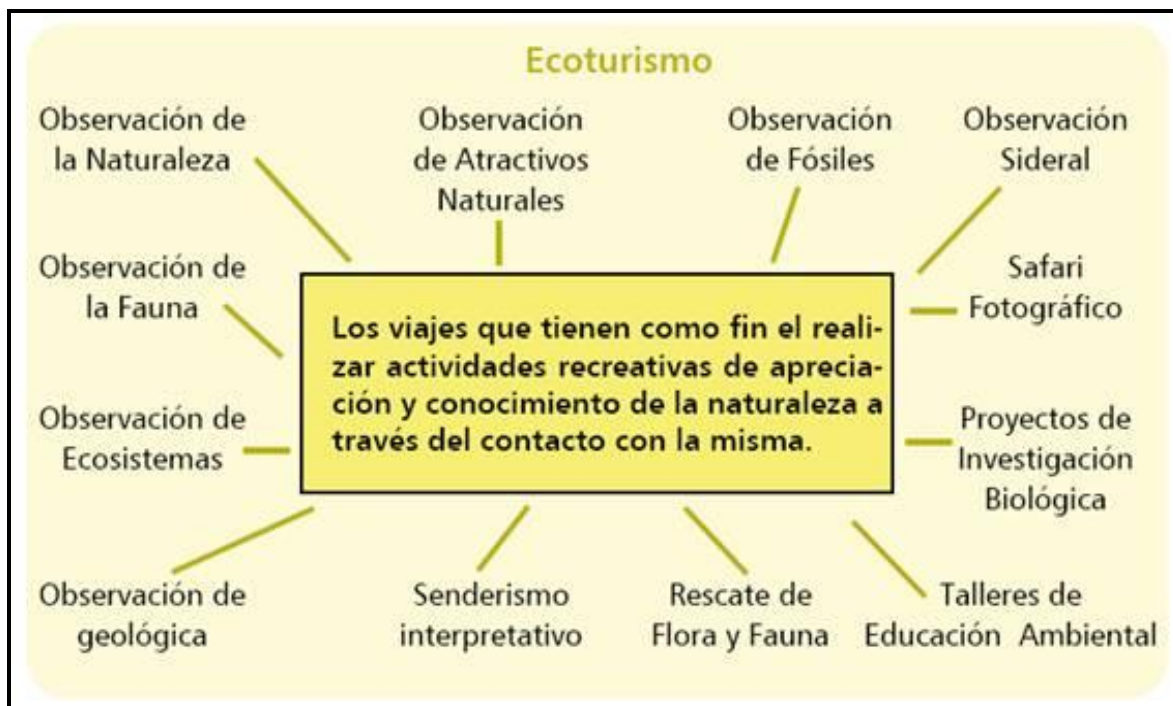 Ecoturismo
Observación de
la Naturaleza
Observación
de Atractivos
Naturales
Observación
de Fósiles
Observación
Sideral
Observación de
la Fauna
Safari
Fotográfico
Los viajes que tienen como fin el reali-
zar actividades recreativas de aprecia-
ción y conocimiento de la naturaleza a
través del contacto con la misma.
Observación de
Ecosistemas
Proyectos de
Investigación
Biológica
Observación de
geológica
Senderismo
interpretativo
Rescate de
Flora y Fauna
Talleres de
Educación Ambiental